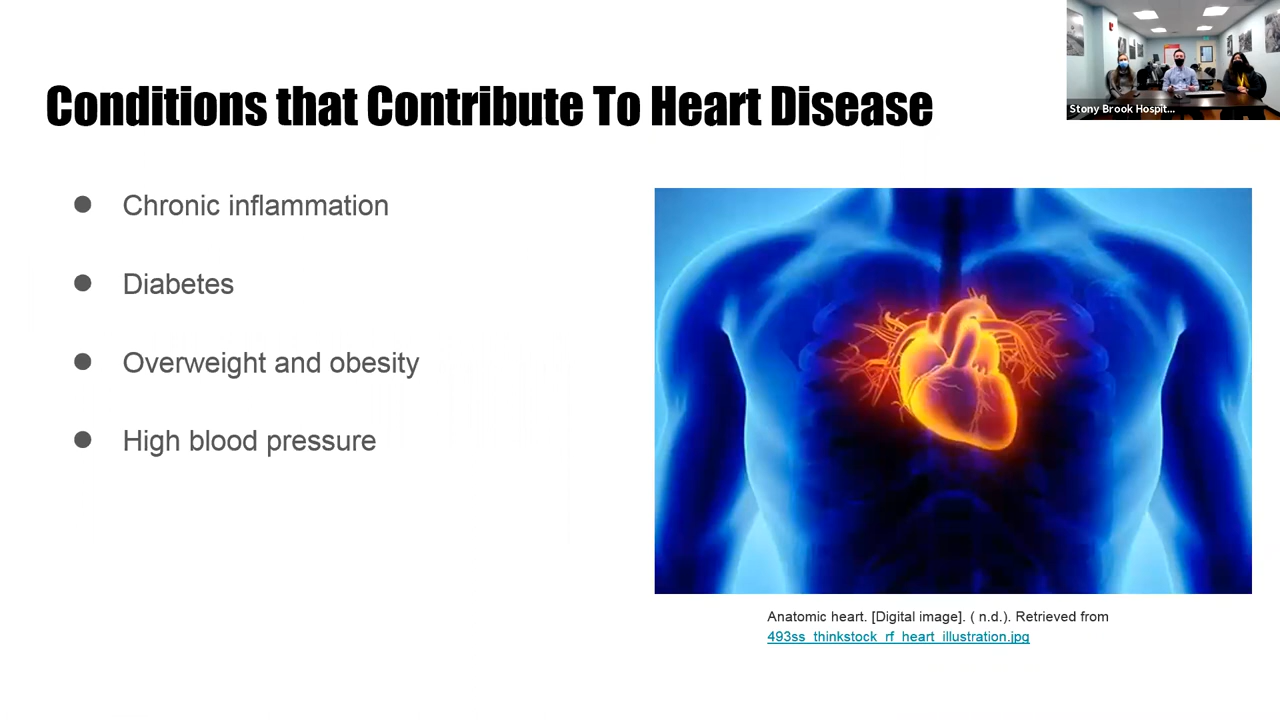 Conditions that Contribute To Heart Disease
Stony Brook Hospit...
● Chronic inflammation
● Diabetes
● Overweight and obesity
● High blood pressure
Anatomic heart. [Digital image]. ( n.d.). Retrieved from
493ss_thinkstock_rf_heart_illustration.jpg